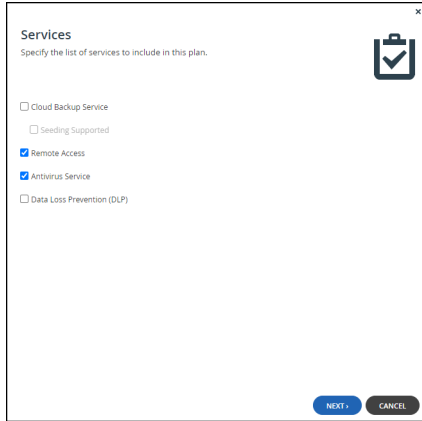 Services
Specify the list of services to include in this plan.
Cloud Backup Service
Seeding Supported
Remote Access
Antivirus Service
Data Loss Prevention (DLP)
NEXT ›
CANCEL